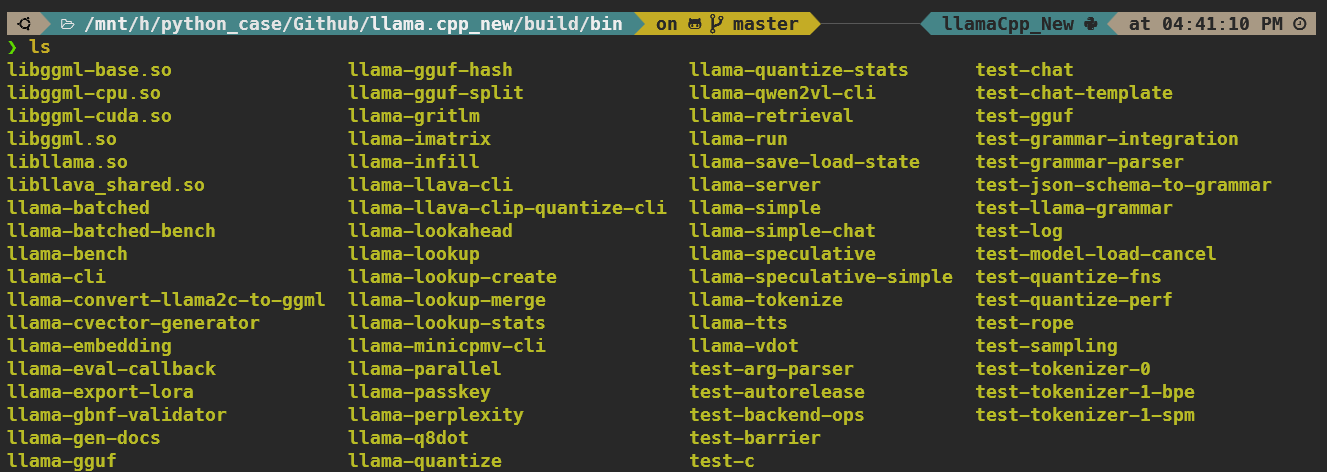 /mnt/h/python_case/Github/llama.cpp_new/build/bin on master llamaCpp_New at 04:41:10 PM
❯ ls
libggml-base.so llama-gguf-hash llama-quantize-stats test-chat
libggml-cpu.so llama-gguf-split llama-qwen2vl-cli test-chat-template
libggml-cuda.so llama-gritlm llama-retrieval test-gguf
libggml.so llama-imatrix llama-run test-grammar-integration
libllama.so llama-infill llama-save-load-state test-grammar-parser
libllava_shared.so llama-llava-cli llama-server test-json-schema-to-grammar
llama-batched llama-llava-clip-quantize-cli llama-simple test-llama-grammar
llama-batched-bench llama-lookahead llama-simple-chat test-log
llama-bench llama-lookup llama-speculative test-model-load-cancel
llama-cli llama-lookup-create llama-speculative-simple test-quantize-fns
llama-convert-llama2c-to-ggml llama-lookup-merge llama-tokenize test-quantize-perf
llama-cvector-generator llama-lookup-stats llama-tts test-rope
llama-embedding llama-minicpmv-cli llama-vdot test-sampling
llama-eval-callback llama-parallel test-arg-parser test-tokenizer-0
llama-export-lora llama-passkey test-autorelease test-tokenizer-1-bpe
llama-gbnf-validator llama-perplexity test-backend-ops test-tokenizer-1-spm
llama-gen-docs llama-q8dot test-barrier
llama-gguf llama-quantize test-c